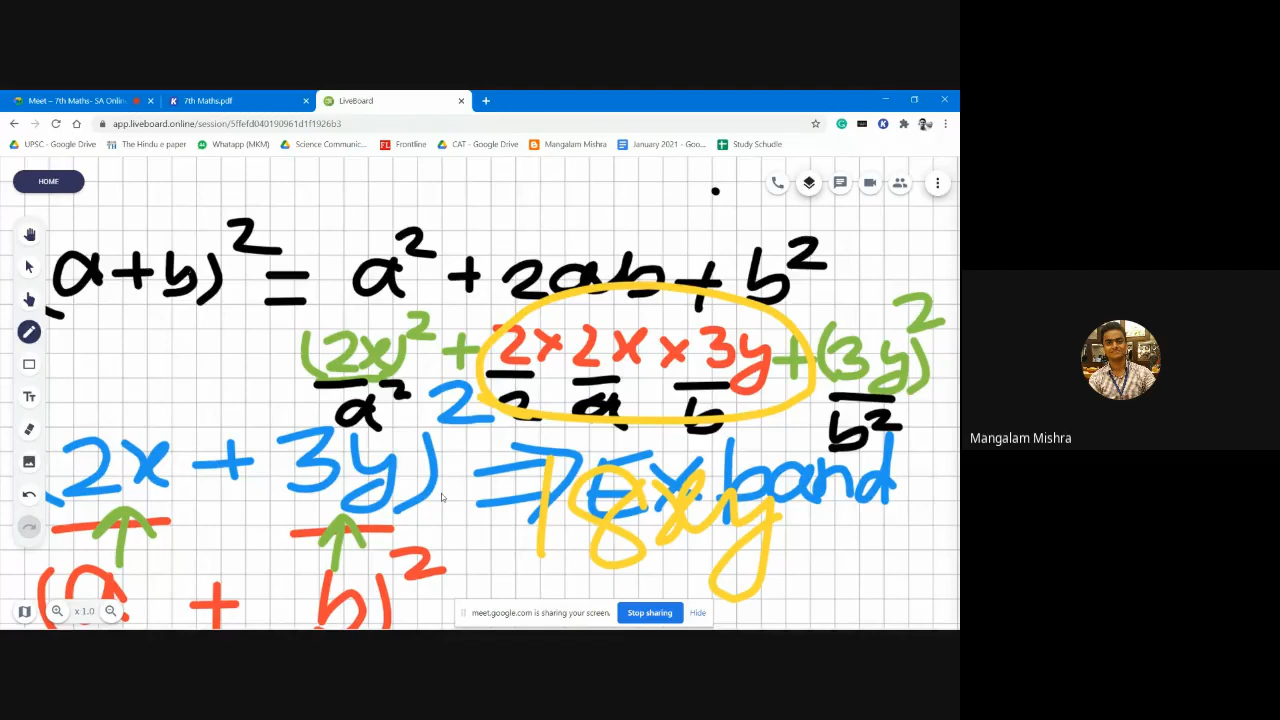 Meet – 7th Maths- SA Onlin
7th Maths.pdf
LiveBoard
app.liveboard.online/session/5ffefd040190961d1f1926b3
UPSC - Google Drive
The Hindu e paper
Whatapp (MKM)
Science Communic...
FL Frontline
CAT - Google Drive
Mangalam Mishra
January 2021 - Goo...
Study Schudle
HOME
(a+b)² = a² + 2ab + b²
(2x)² + 2 x 2x x 3y + (3y)²
a² 2 a b b²
(2x + 3y)² ⇒ Expand
18xy
(a + b)²
Tт
x 1.0
meet.google.com is sharing your screen.
Stop sharing
Hide
Mangalam Mishra